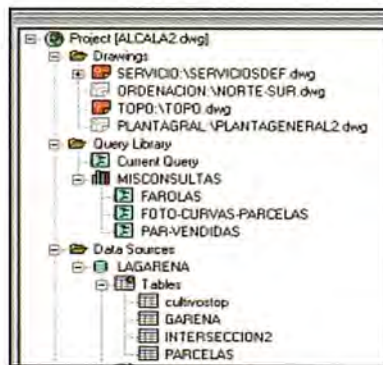 Project [ALCALA2.dwg]
Drawings
SERVICIO:\SERVICIOSDEF.dwg
ORDENACION:\NORTE-SUR.dwg
TOPO:\TOPO.dwg
PLANTAGRAL:\PLANTAGENERAL2.dwg
Query Library
Current Query
MISCONSULTAS
FAROLAS
FOTO-CURVAS-PARCELAS
PAR-VENDIDAS
Data Sources
LAGARENA
Tables
cultivostop
GARENA
INTERSECCION2
PARCELAS